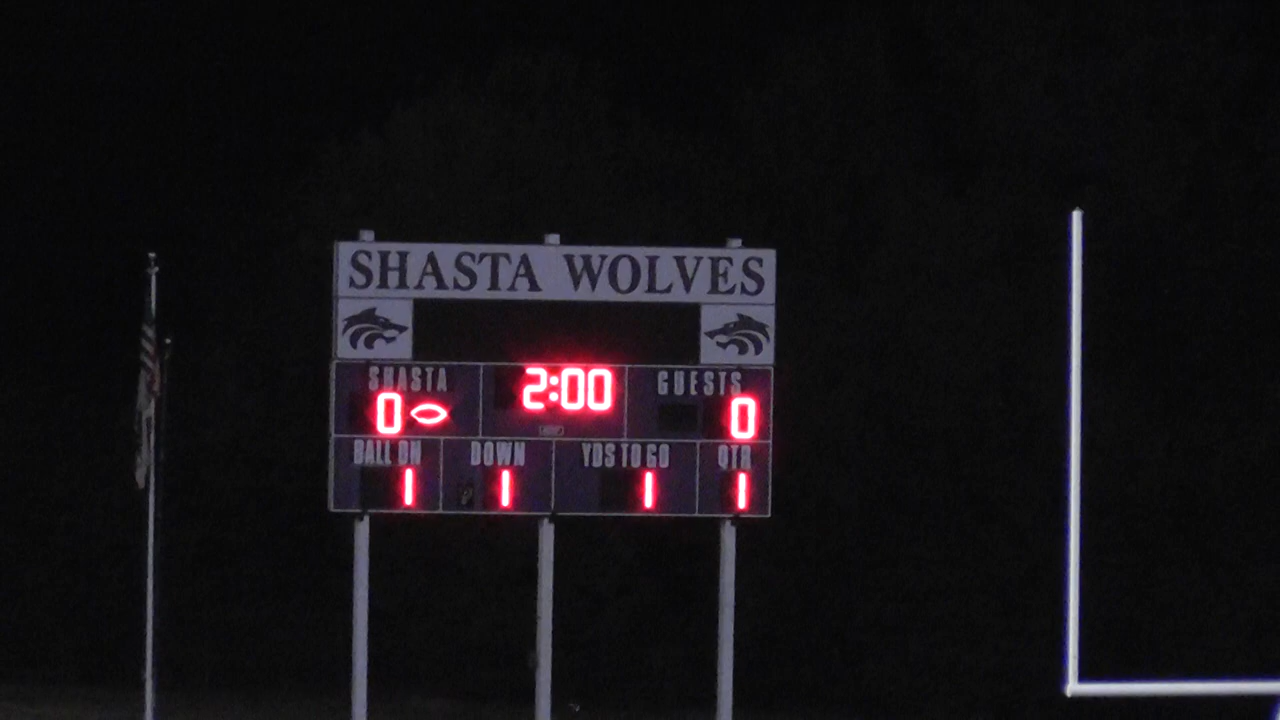 SHASTA WOLVES
SHASTA 2:00 GUESTS
0 0
BALL ON DOWN YDS TO GO QTR
1 1 1 1